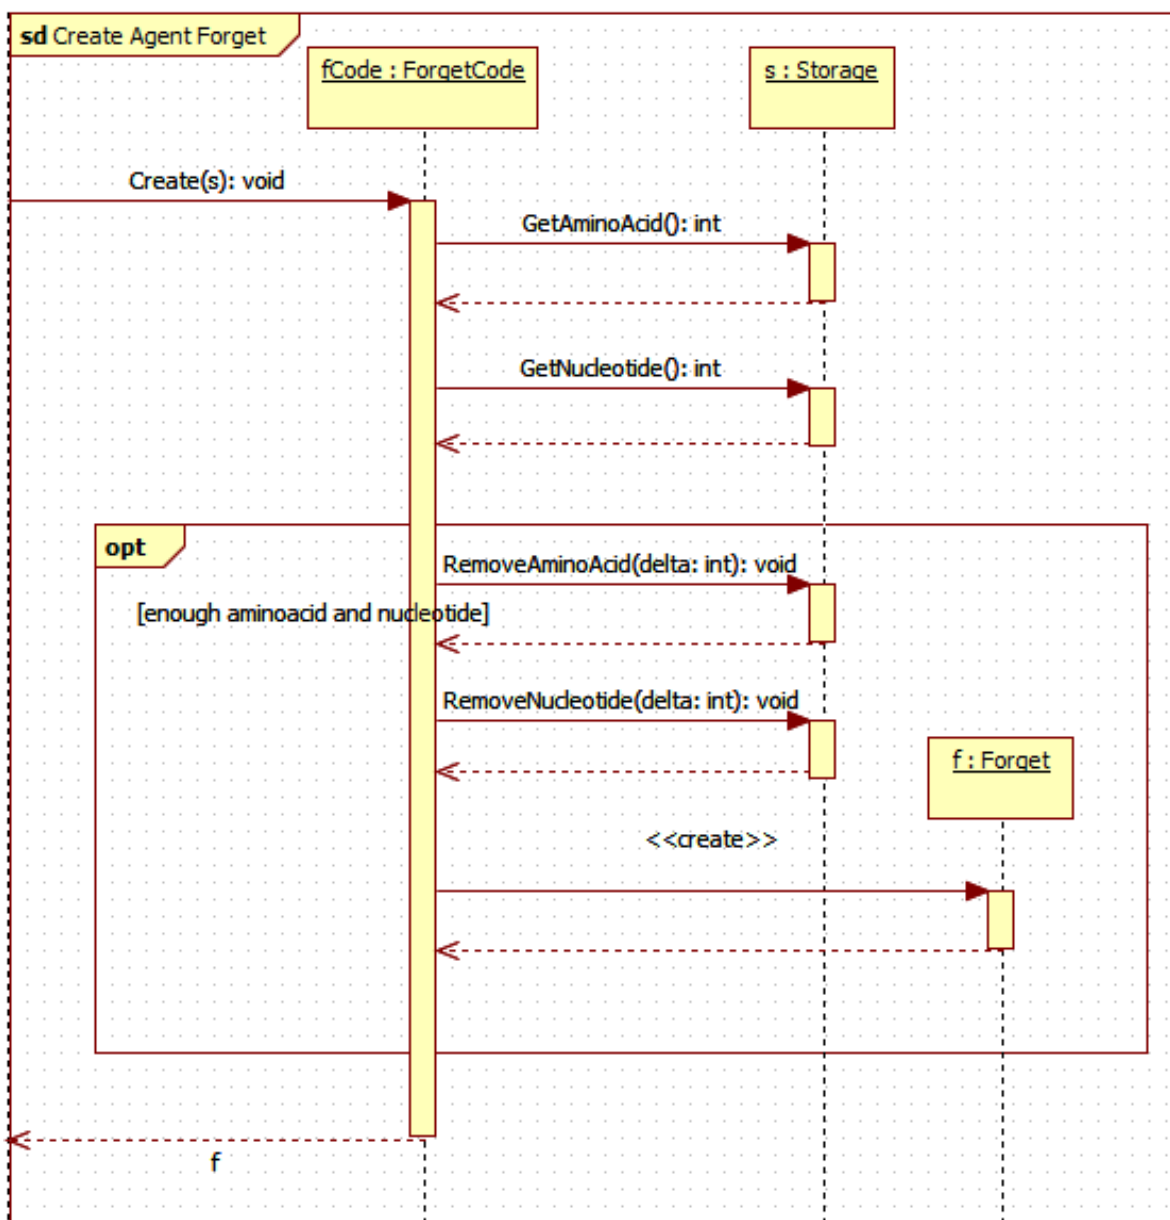 sd Create Agent Forget
fCode : ForgetCode
s : Storage
Create(s): void
GetAminoAcid(): int
GetNucleotide(): int
opt
RemoveAminoAcid(delta: int): void
[enough aminoacid and nucleotide]
RemoveNucleotide(delta: int): void
f : Forget
<<create>>
f